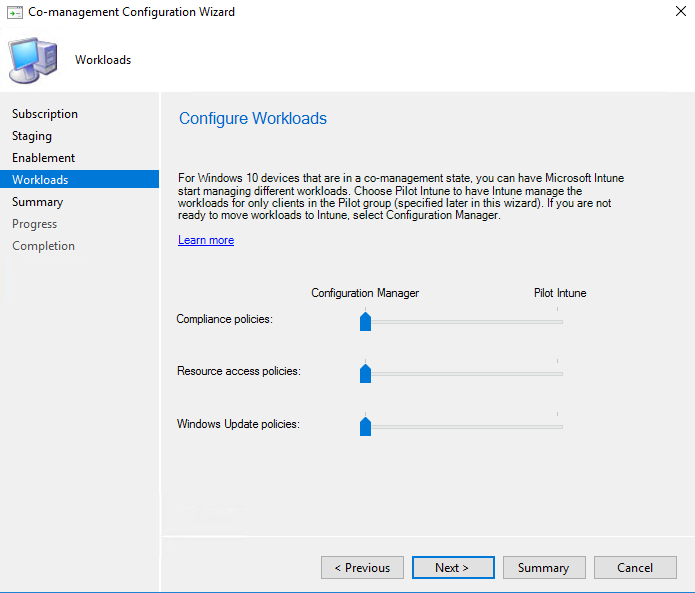 Co-management Configuration Wizard
Workloads
Subscription
Staging
Enablement
Workloads
Summary
Progress
Completion
Configure Workloads
For Windows 10 devices that are in a co-management state, you can have Microsoft Intune
start managing different workloads. Choose Pilot Intune to have Intune manage the
workloads for only clients in the Pilot group (specified later in this wizard). If you are not
ready to move workloads to Intune, select Configuration Manager.
Learn more
Configuration Manager Pilot Intune
Compliance policies:
Resource access policies:
Windows Update policies:
< Previous Next > Summary Cancel